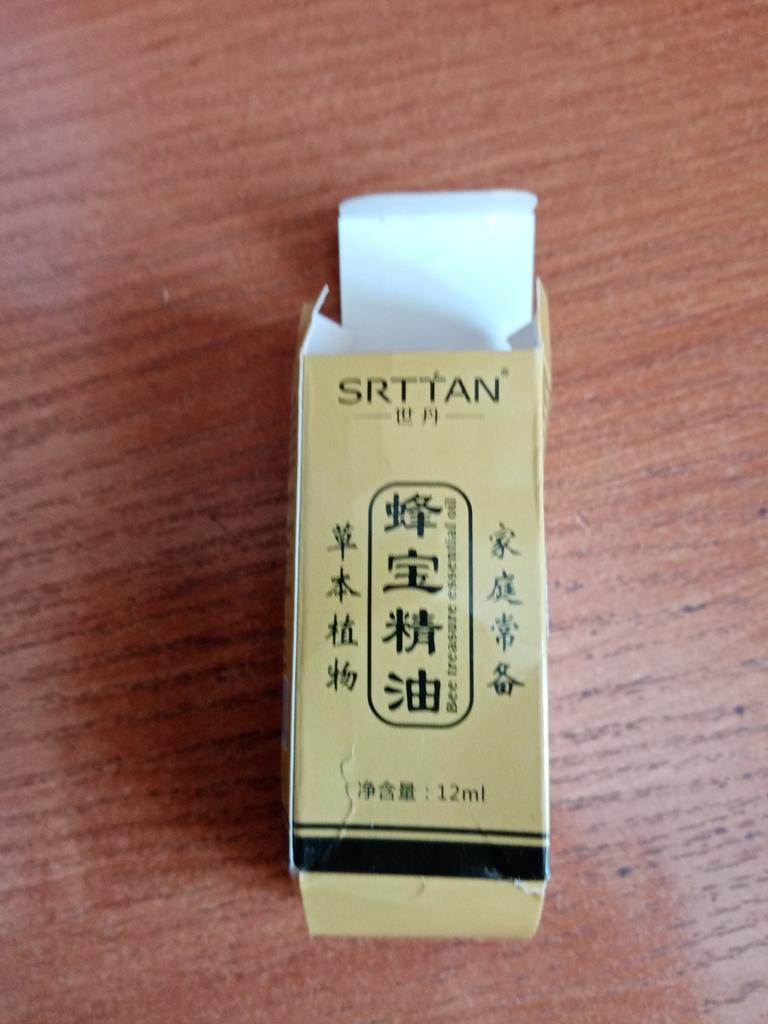 SRTTAN®
世丹
草本植物
蜂宝精油
Bee treasure essential oil
家庭常备
净含量：12ml